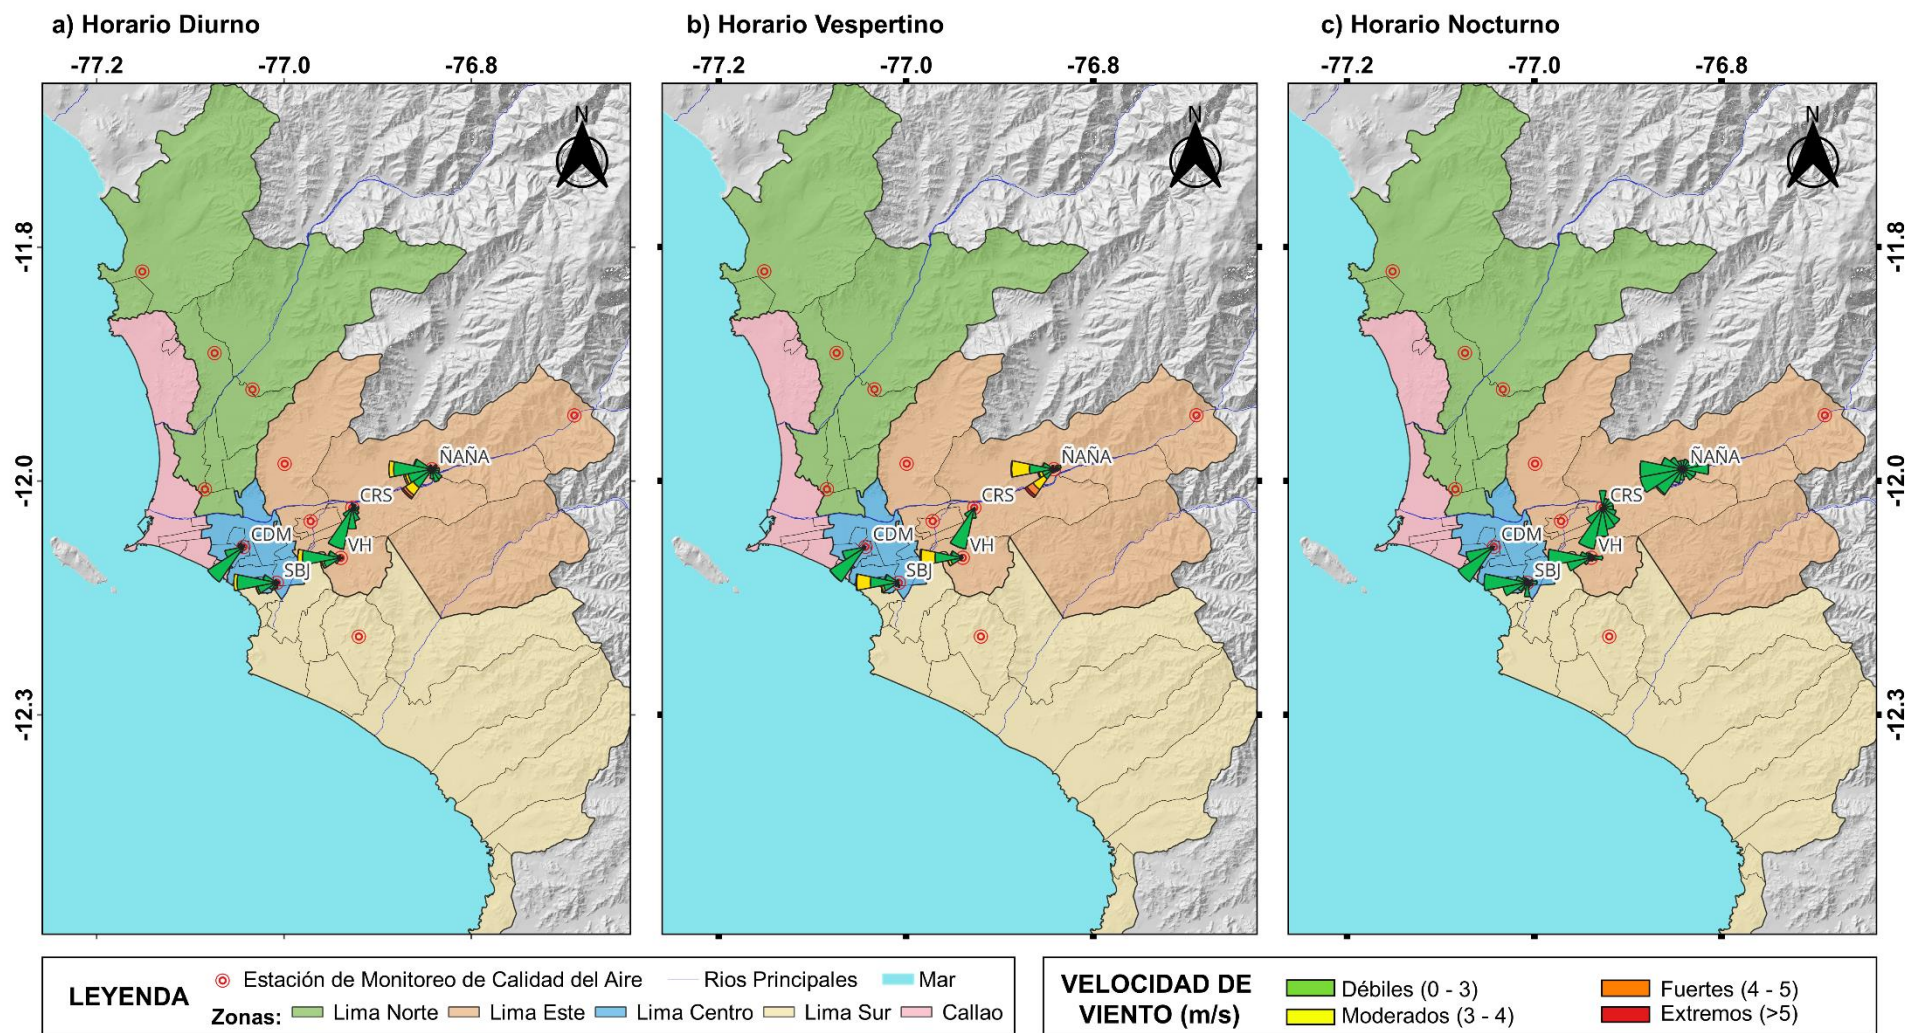 a) Horario Diurno
b) Horario Vespertino
c) Horario Nocturno
-77.2 -77.0 -76.8
-77.2 -77.0 -76.8
-77.2 -77.0 -76.8
N
N
N
-11.8
-12.0
-12.3
ÑAÑA
CRS
CDM
VH
SBJ
ÑAÑA
CRS
CDM
VH
SBJ
ÑAÑA
CRS
CDM
VH
SBJ
-11.8
-12.0
-12.3
LEYENDA
Estación de Monitoreo de Calidad del Aire
Rios Principales
Mar
Zonas: Lima Norte Lima Este Lima Centro Lima Sur Callao
VELOCIDAD DE
VIENTO (m/s)
Débiles (0 - 3)
Moderados (3 - 4)
Fuertes (4 - 5)
Extremos (>5)